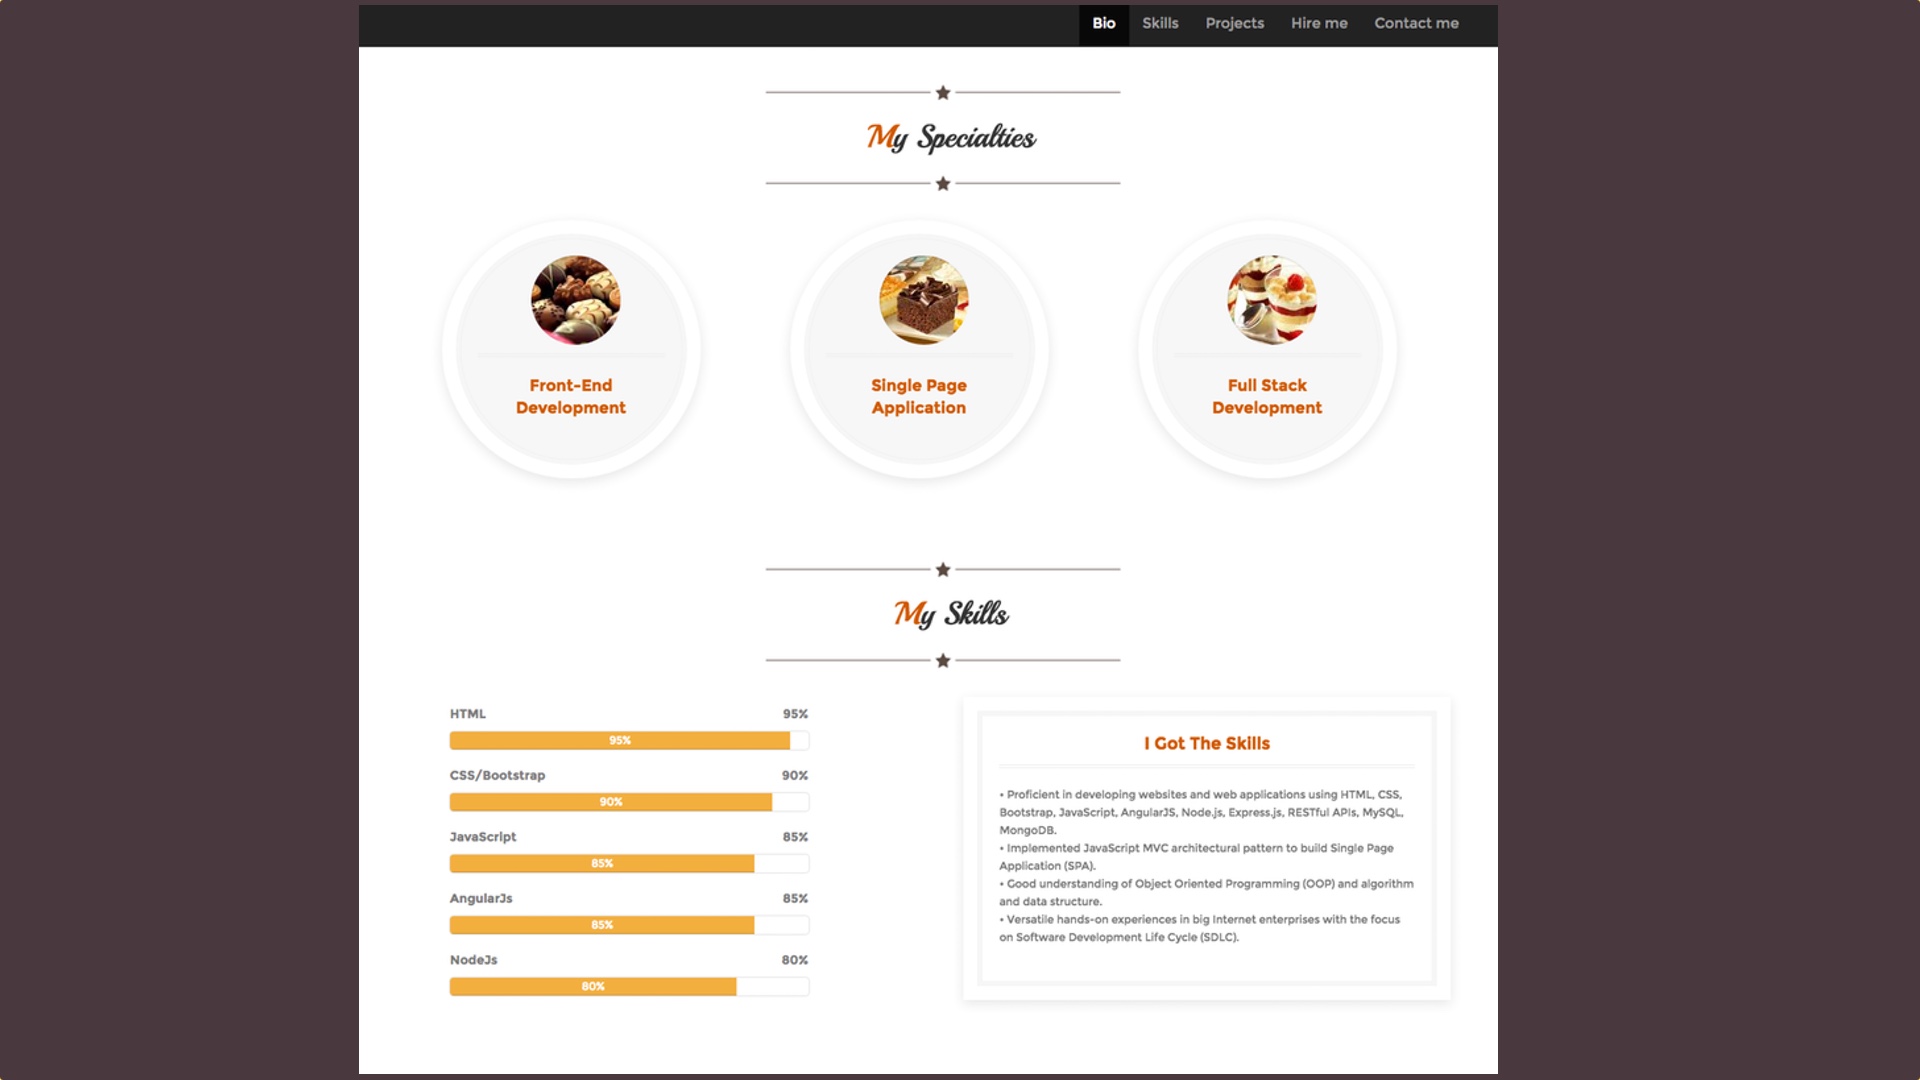 Bio Skills Projects Hire me Contact me
My Specialties
Front-End
Development
Single Page
Application
Full Stack
Development
My Skills
HTML 95%
95%
CSS/Bootstrap 90%
90%
JavaScript 85%
85%
AngularJs 85%
85%
NodeJs 80%
80%
I Got The Skills
• Proficient in developing websites and web applications using HTML, CSS,
Bootstrap, JavaScript, AngularJS, Node.js, Express.js, RESTful APIs, MySQL,
MongoDB.
• Implemented JavaScript MVC architectural pattern to build Single Page
Application (SPA).
• Good understanding of Object Oriented Programming (OOP) and algorithm
and data structure.
• Versatile hands-on experiences in big Internet enterprises with the focus
on Software Development Life Cycle (SDLC).